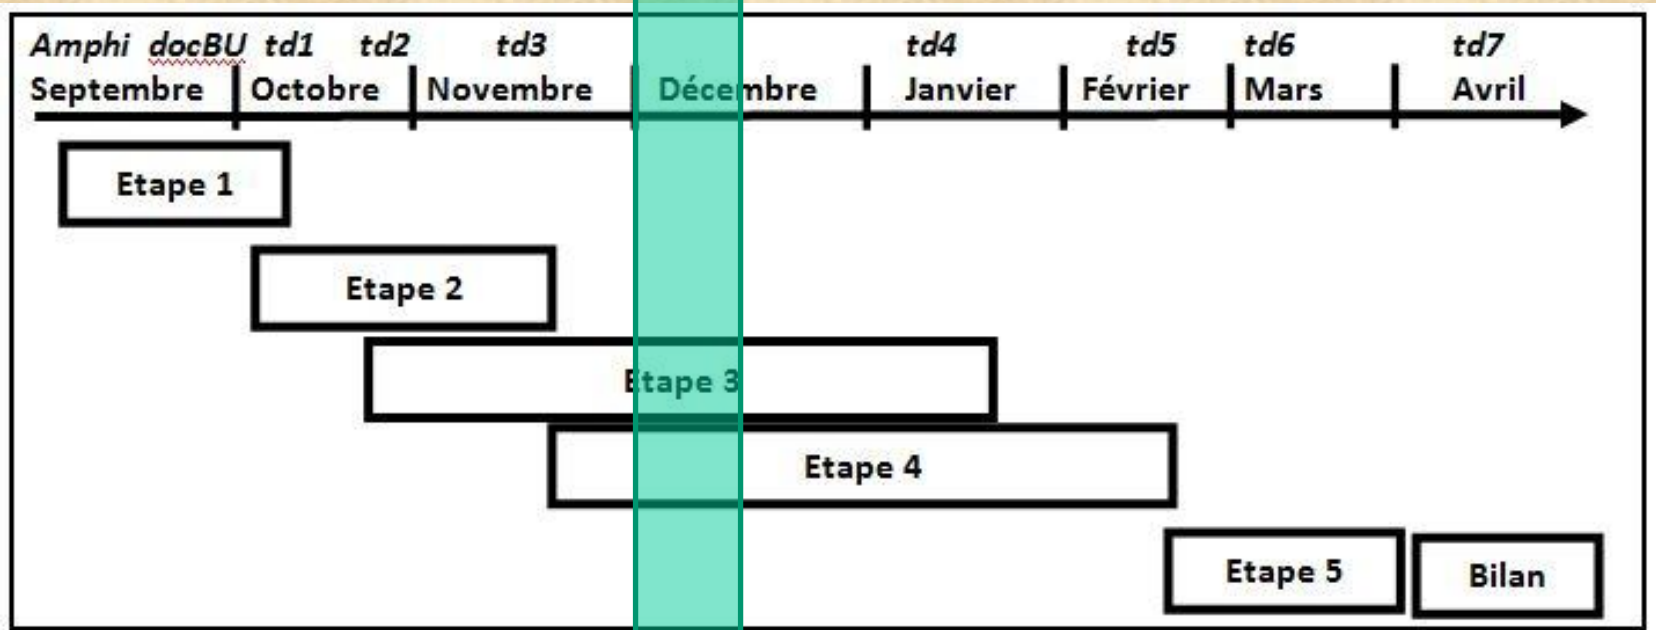 Amphi docBU td1 td2 td3 td4 td5 td6 td7
Septembre Octobre Novembre Décembre Janvier Février Mars Avril
Etape 1
Etape 2
Etape 3
Etape 4
Etape 5 Bilan